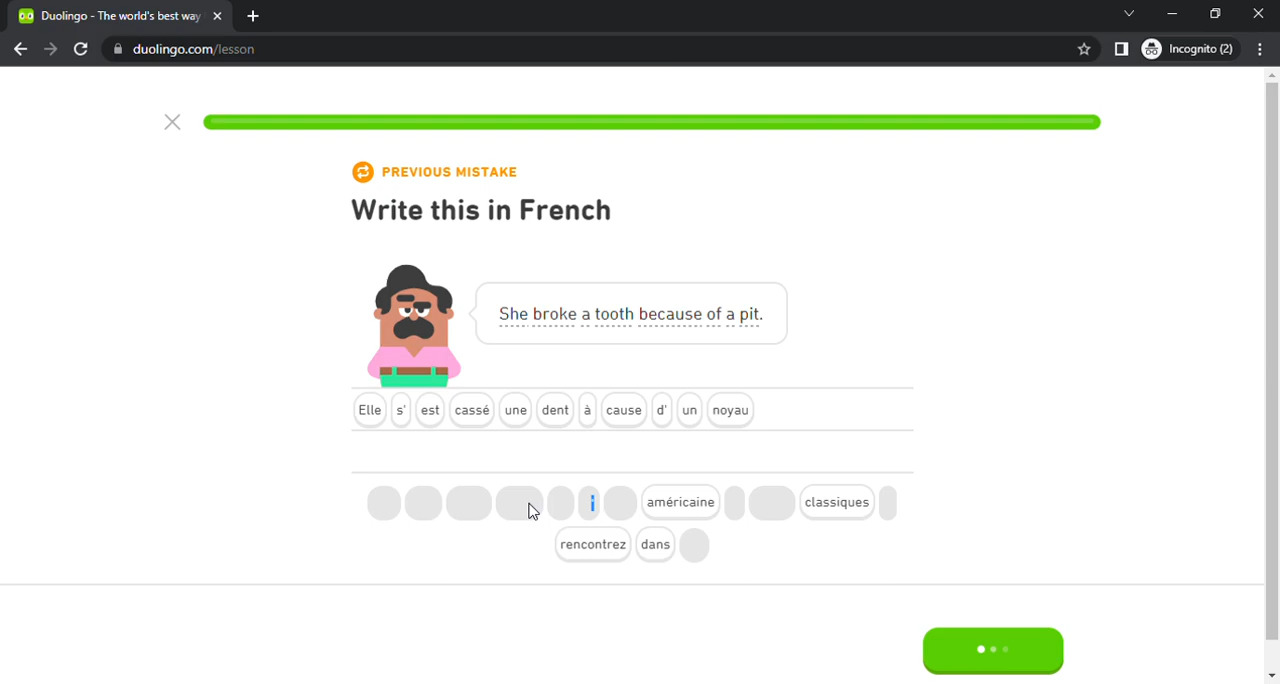 Duolingo - The world's best way
duolingo.com/lesson
Incognito (2)
PREVIOUS MISTAKE
Write this in French
She broke a tooth because of a pit.
Elle s' est cassé une dent à cause d' un noyau
américaine classiques
rencontrez dans